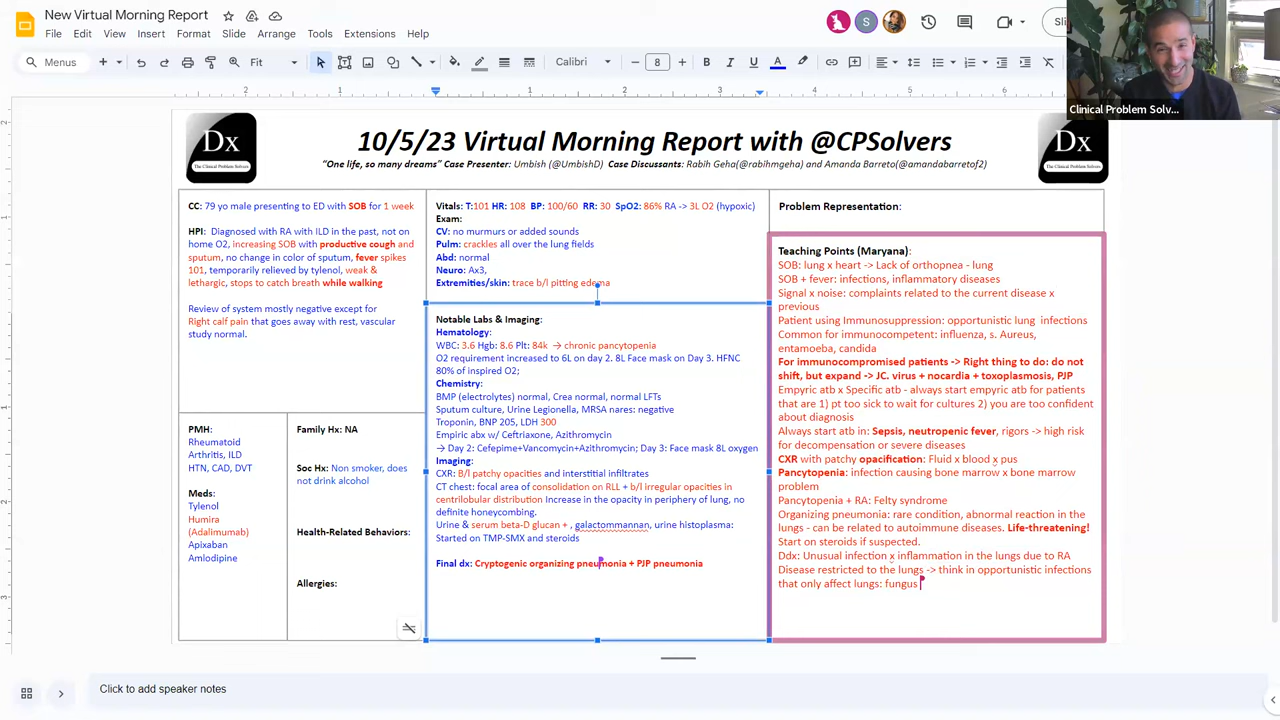 New Virtual Morning Report
File Edit View Insert Format Slide Arrange Tools Extensions Help
S
Menus
Fit
Calibri
8
B I U A
Clinical Problem Solv...
2 1 1 2 3 4 5 6
Dx
The Clinical Problem Solvers
10/5/23 Virtual Morning Report with @CPSolvers
"One life, so many dreams" Case Presenter: Umbish (@UmbishD) Case Discussants: Rabih Geha(@rabihmgeha) and Amanda Barreto(@amandabarretof2)
Dx
The Clinical Problem Solvers
CC: 79 yo male presenting to ED with SOB for 1 week
HPI: Diagnosed with RA with ILD in the past, not on
home O2, increasing SOB with productive cough and
sputum, no change in color of sputum, fever spikes
101, temporarily relieved by tylenol, weak &
lethargic, stops to catch breath while walking
Review of system mostly negative except for
Right calf pain that goes away with rest, vascular
study normal.
PMH:
Rheumatoid
Arthritis, ILD
HTN, CAD, DVT
Meds:
Tylenol
Humira
(Adalimumab)
Apixaban
Amlodipine
Family Hx: NA
Soc Hx: Non smoker, does
not drink alcohol
Health-Related Behaviors:
Allergies:
Vitals: T:101 HR: 108 BP: 100/60 RR: 30 SpO2: 86% RA -> 3L O2 (hypoxic)
Exam:
CV: no murmurs or added sounds
Pulm: crackles all over the lung fields
Abd: normal
Neuro: Ax3,
Extremities/skin: trace b/l pitting edema
Notable Labs & Imaging:
Hematology:
WBC: 3.6 Hgb: 8.6 Plt: 84k → chronic pancytopenia
O2 requirement increased to 6L on day 2. 8L Face mask on Day 3. HFNC
80% of inspired O2;
Chemistry:
BMP (electrolytes) normal, Crea normal, normal LFTs
Sputum culture, Urine Legionella, MRSA nares: negative
Troponin, BNP 205, LDH 300
Empiric abx w/ Ceftriaxone, Azithromycin
→ Day 2: Cefepime+Vancomycin+Azithromycin; Day 3: Face mask 8L oxygen
Imaging:
CXR: B/l patchy opacities and interstitial infiltrates
CT chest: focal area of consolidation on RLL + b/l irregular opacities in
centrilobular distribution Increase in the opacity in periphery of lung, no
definite honeycombing.
Urine & serum beta-D glucan + , galactommannan, urine histoplasma:
Started on TMP-SMX and steroids
Final dx: Cryptogenic organizing pneumonia + PJP pneumonia
Problem Representation:
Teaching Points (Maryana):
SOB: lung x heart -> Lack of orthopnea - lung
SOB + fever: infections, inflammatory diseases
Signal x noise: complaints related to the current disease x
previous
Patient using Immunosuppression: opportunistic lung infections
Common for immunocompetent: influenza, s. Aureus,
entamoeba, candida
For immunocompromised patients -> Right thing to do: do not
shift, but expand -> JC. virus + nocardia + toxoplasmosis, PJP
Empyric atb x Specific atb - always start empyric atb for patients
that are 1) pt too sick to wait for cultures 2) you are too confident
about diagnosis
Always start atb in: Sepsis, neutropenic fever, rigors -> high risk
for decompensation or severe diseases
CXR with patchy opacification: Fluid x blood x pus
Pancytopenia: infection causing bone marrow x bone marrow
problem
Pancytopenia + RA: Felty syndrome
Organizing pneumonia: rare condition, abnormal reaction in the
lungs - can be related to autoimmune diseases. Life-threatening!
Start on steroids if suspected.
Ddx: Unusual infection x inflammation in the lungs due to RA
Disease restricted to the lungs -> think in opportunistic infections
that only affect lungs: fungus
Click to add speaker notes